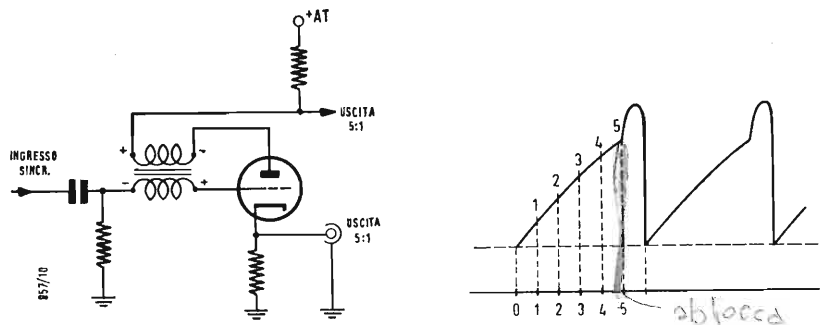 +AT
USCITA
5:1
+ -
INGRESSO
SINCR.
- +
USCITA
5:1
857/10
5
4
3
2
1
0 1 2 3 4 5